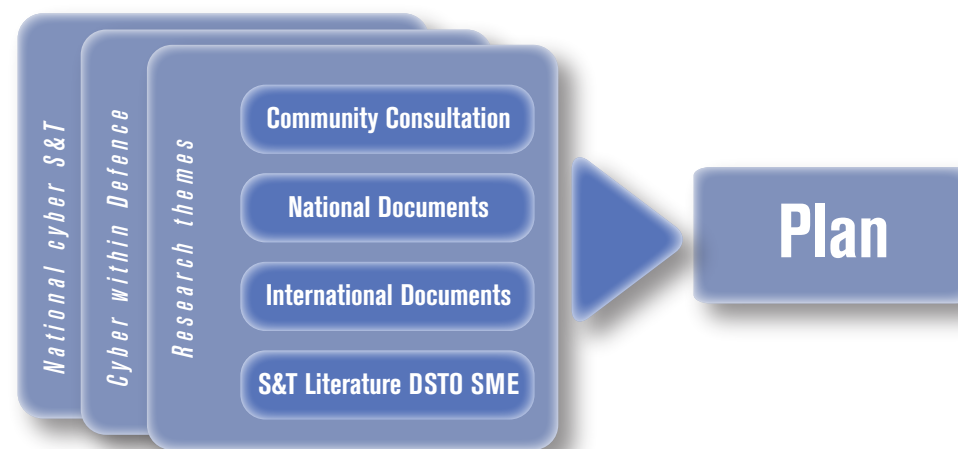 National cyber S&T
Cyber within Defence
Research themes
Community Consultation
National Documents
International Documents
S&T Literature DSTO SME
Plan